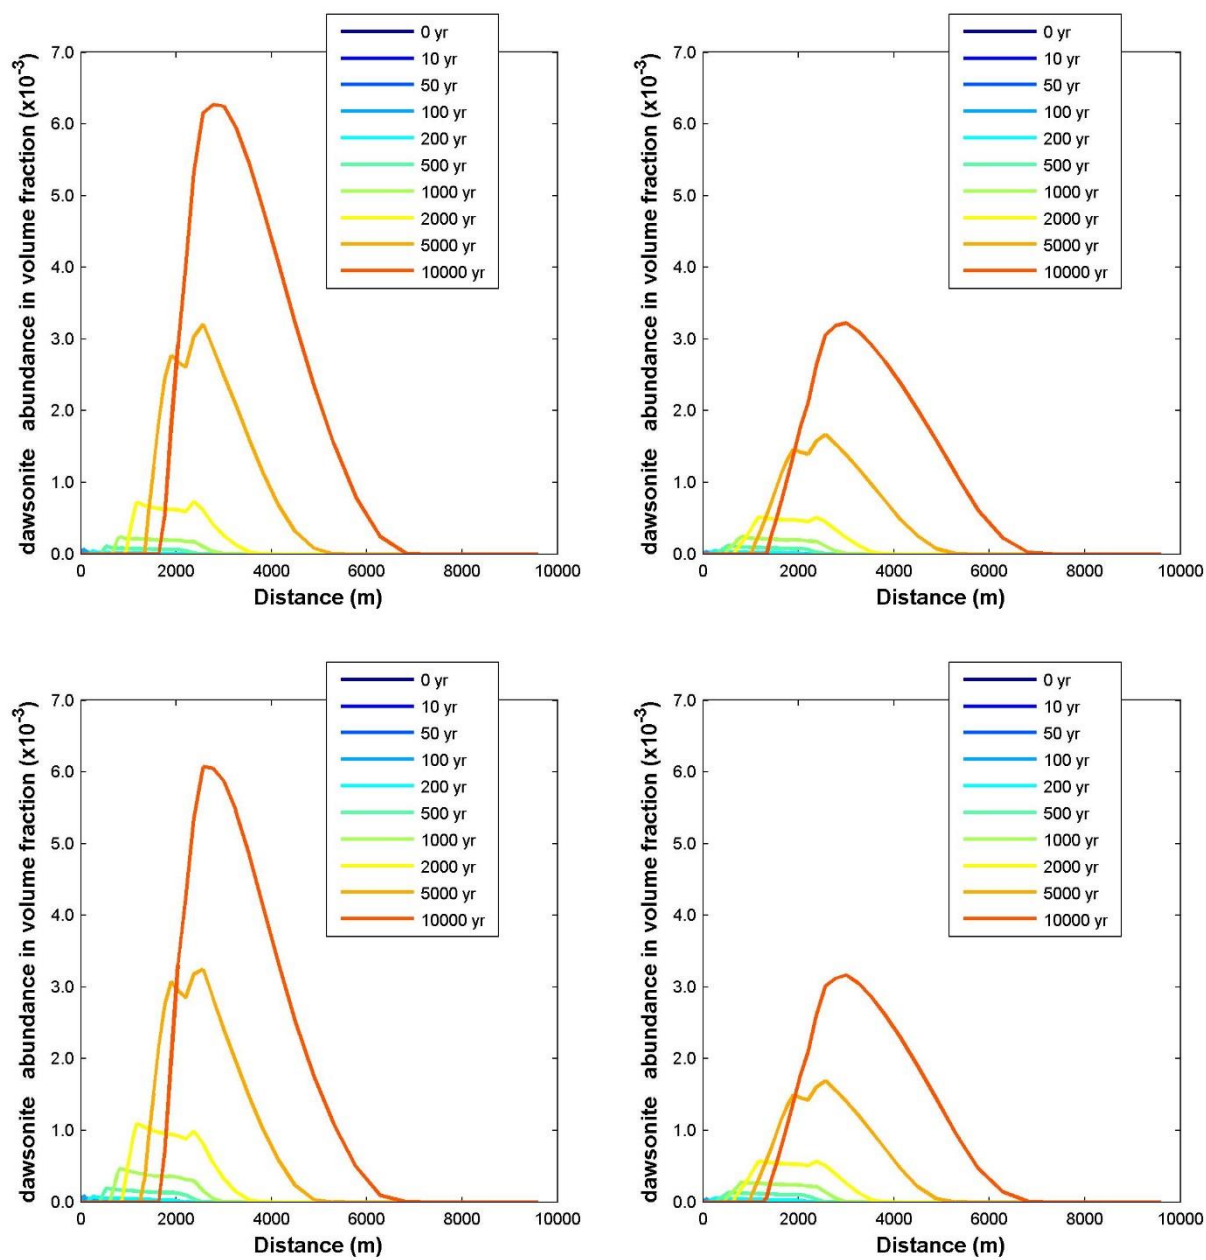 0 yr
10 yr
50 yr
100 yr
200 yr
500 yr
1000 yr
2000 yr
5000 yr
10000 yr
dawsonite abundance in volume fraction (x10-3)
7.0
6.0
5.0
4.0
3.0
2.0
1.0
0.0
0 2000 4000 6000 8000 10000
Distance (m)
0 yr
10 yr
50 yr
100 yr
200 yr
500 yr
1000 yr
2000 yr
5000 yr
10000 yr
dawsonite abundance in volume fraction (x10-3)
7.0
6.0
5.0
4.0
3.0
2.0
1.0
0.0
0 2000 4000 6000 8000 10000
Distance (m)
0 yr
10 yr
50 yr
100 yr
200 yr
500 yr
1000 yr
2000 yr
5000 yr
10000 yr
dawsonite abundance in volume fraction (x10-3)
7.0
6.0
5.0
4.0
3.0
2.0
1.0
0.0
0 2000 4000 6000 8000 10000
Distance (m)
0 yr
10 yr
50 yr
100 yr
200 yr
500 yr
1000 yr
2000 yr
5000 yr
10000 yr
dawsonite abundance in volume fraction (x10-3)
7.0
6.0
5.0
4.0
3.0
2.0
1.0
0.0
0 2000 4000 6000 8000 10000
Distance (m)